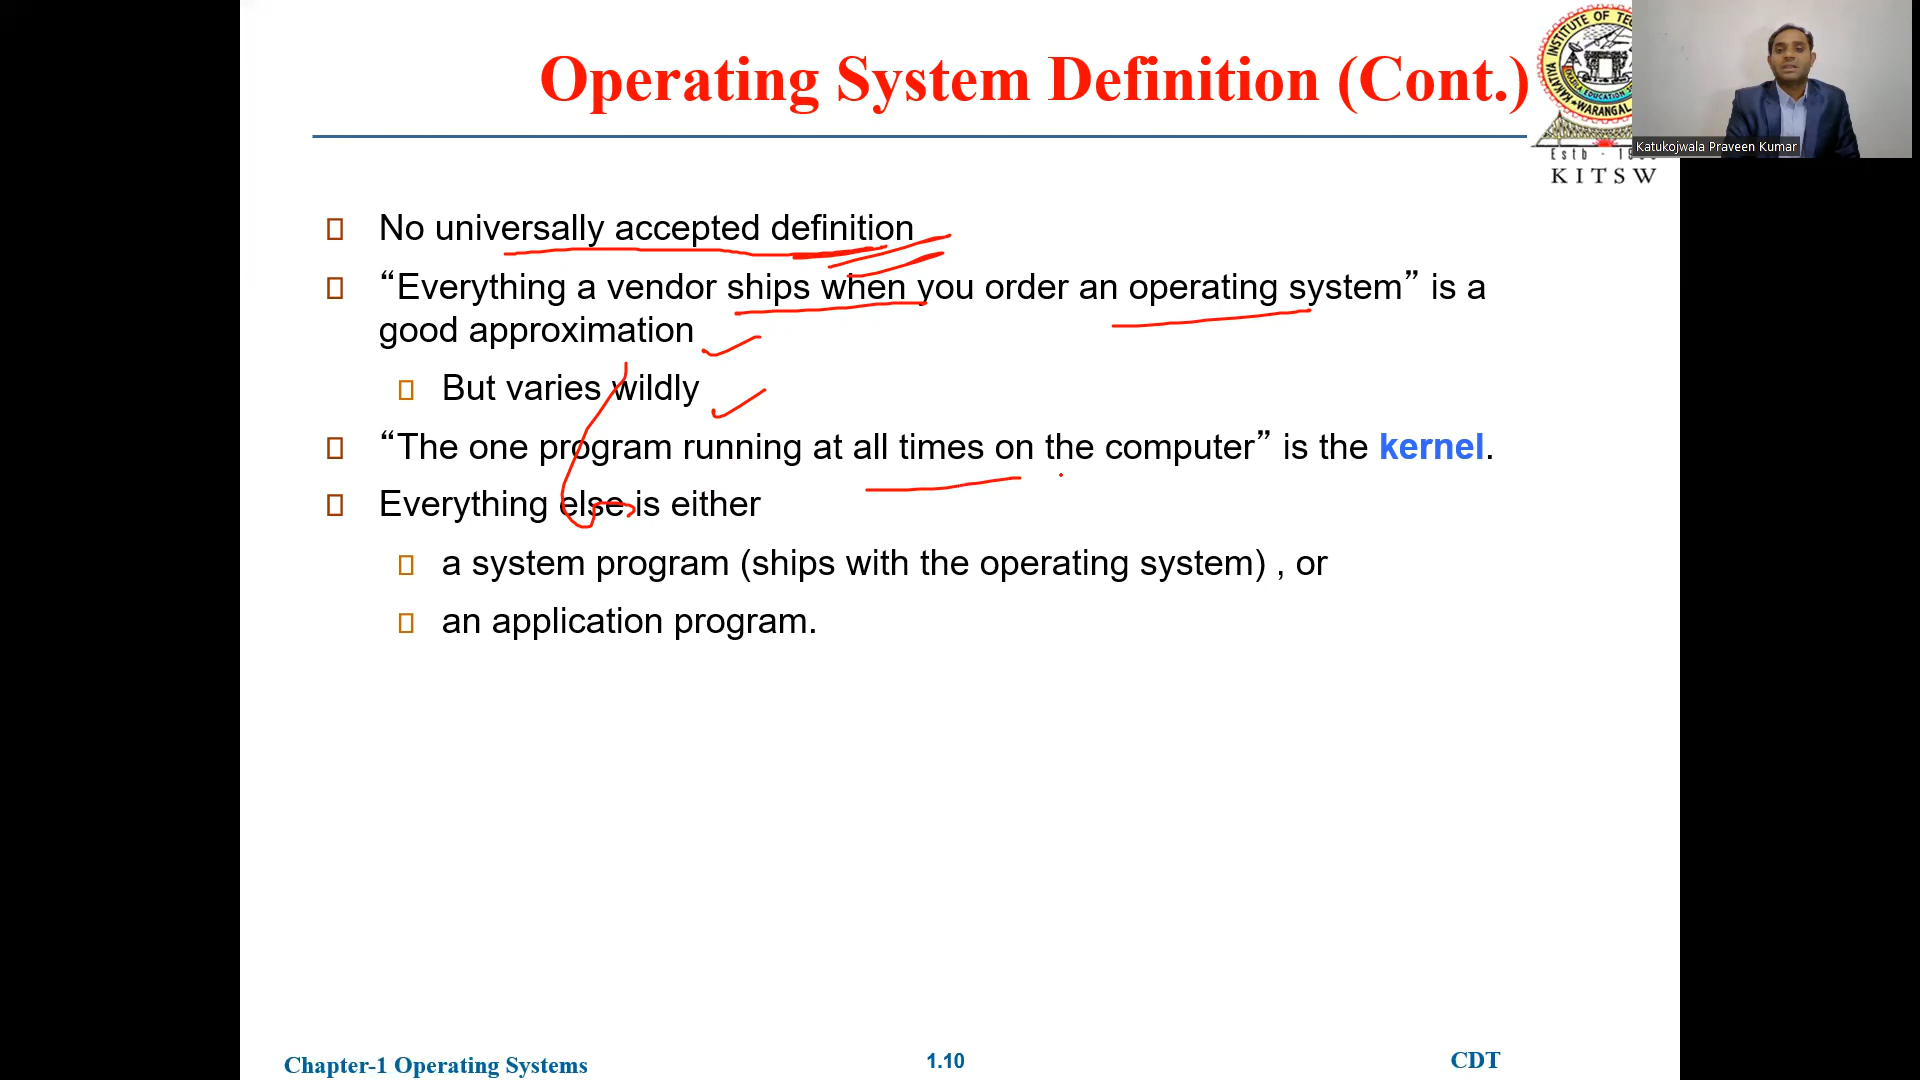 Operating System Definition (Cont.)
Katukojwala Praveen Kumar
KITSW
No universally accepted definition
“Everything a vendor ships when you order an operating system” is a
good approximation
But varies wildly
“The one program running at all times on the computer” is the kernel.
Everything else is either
a system program (ships with the operating system) , or
an application program.
Chapter-1 Operating Systems
1.10
CDT